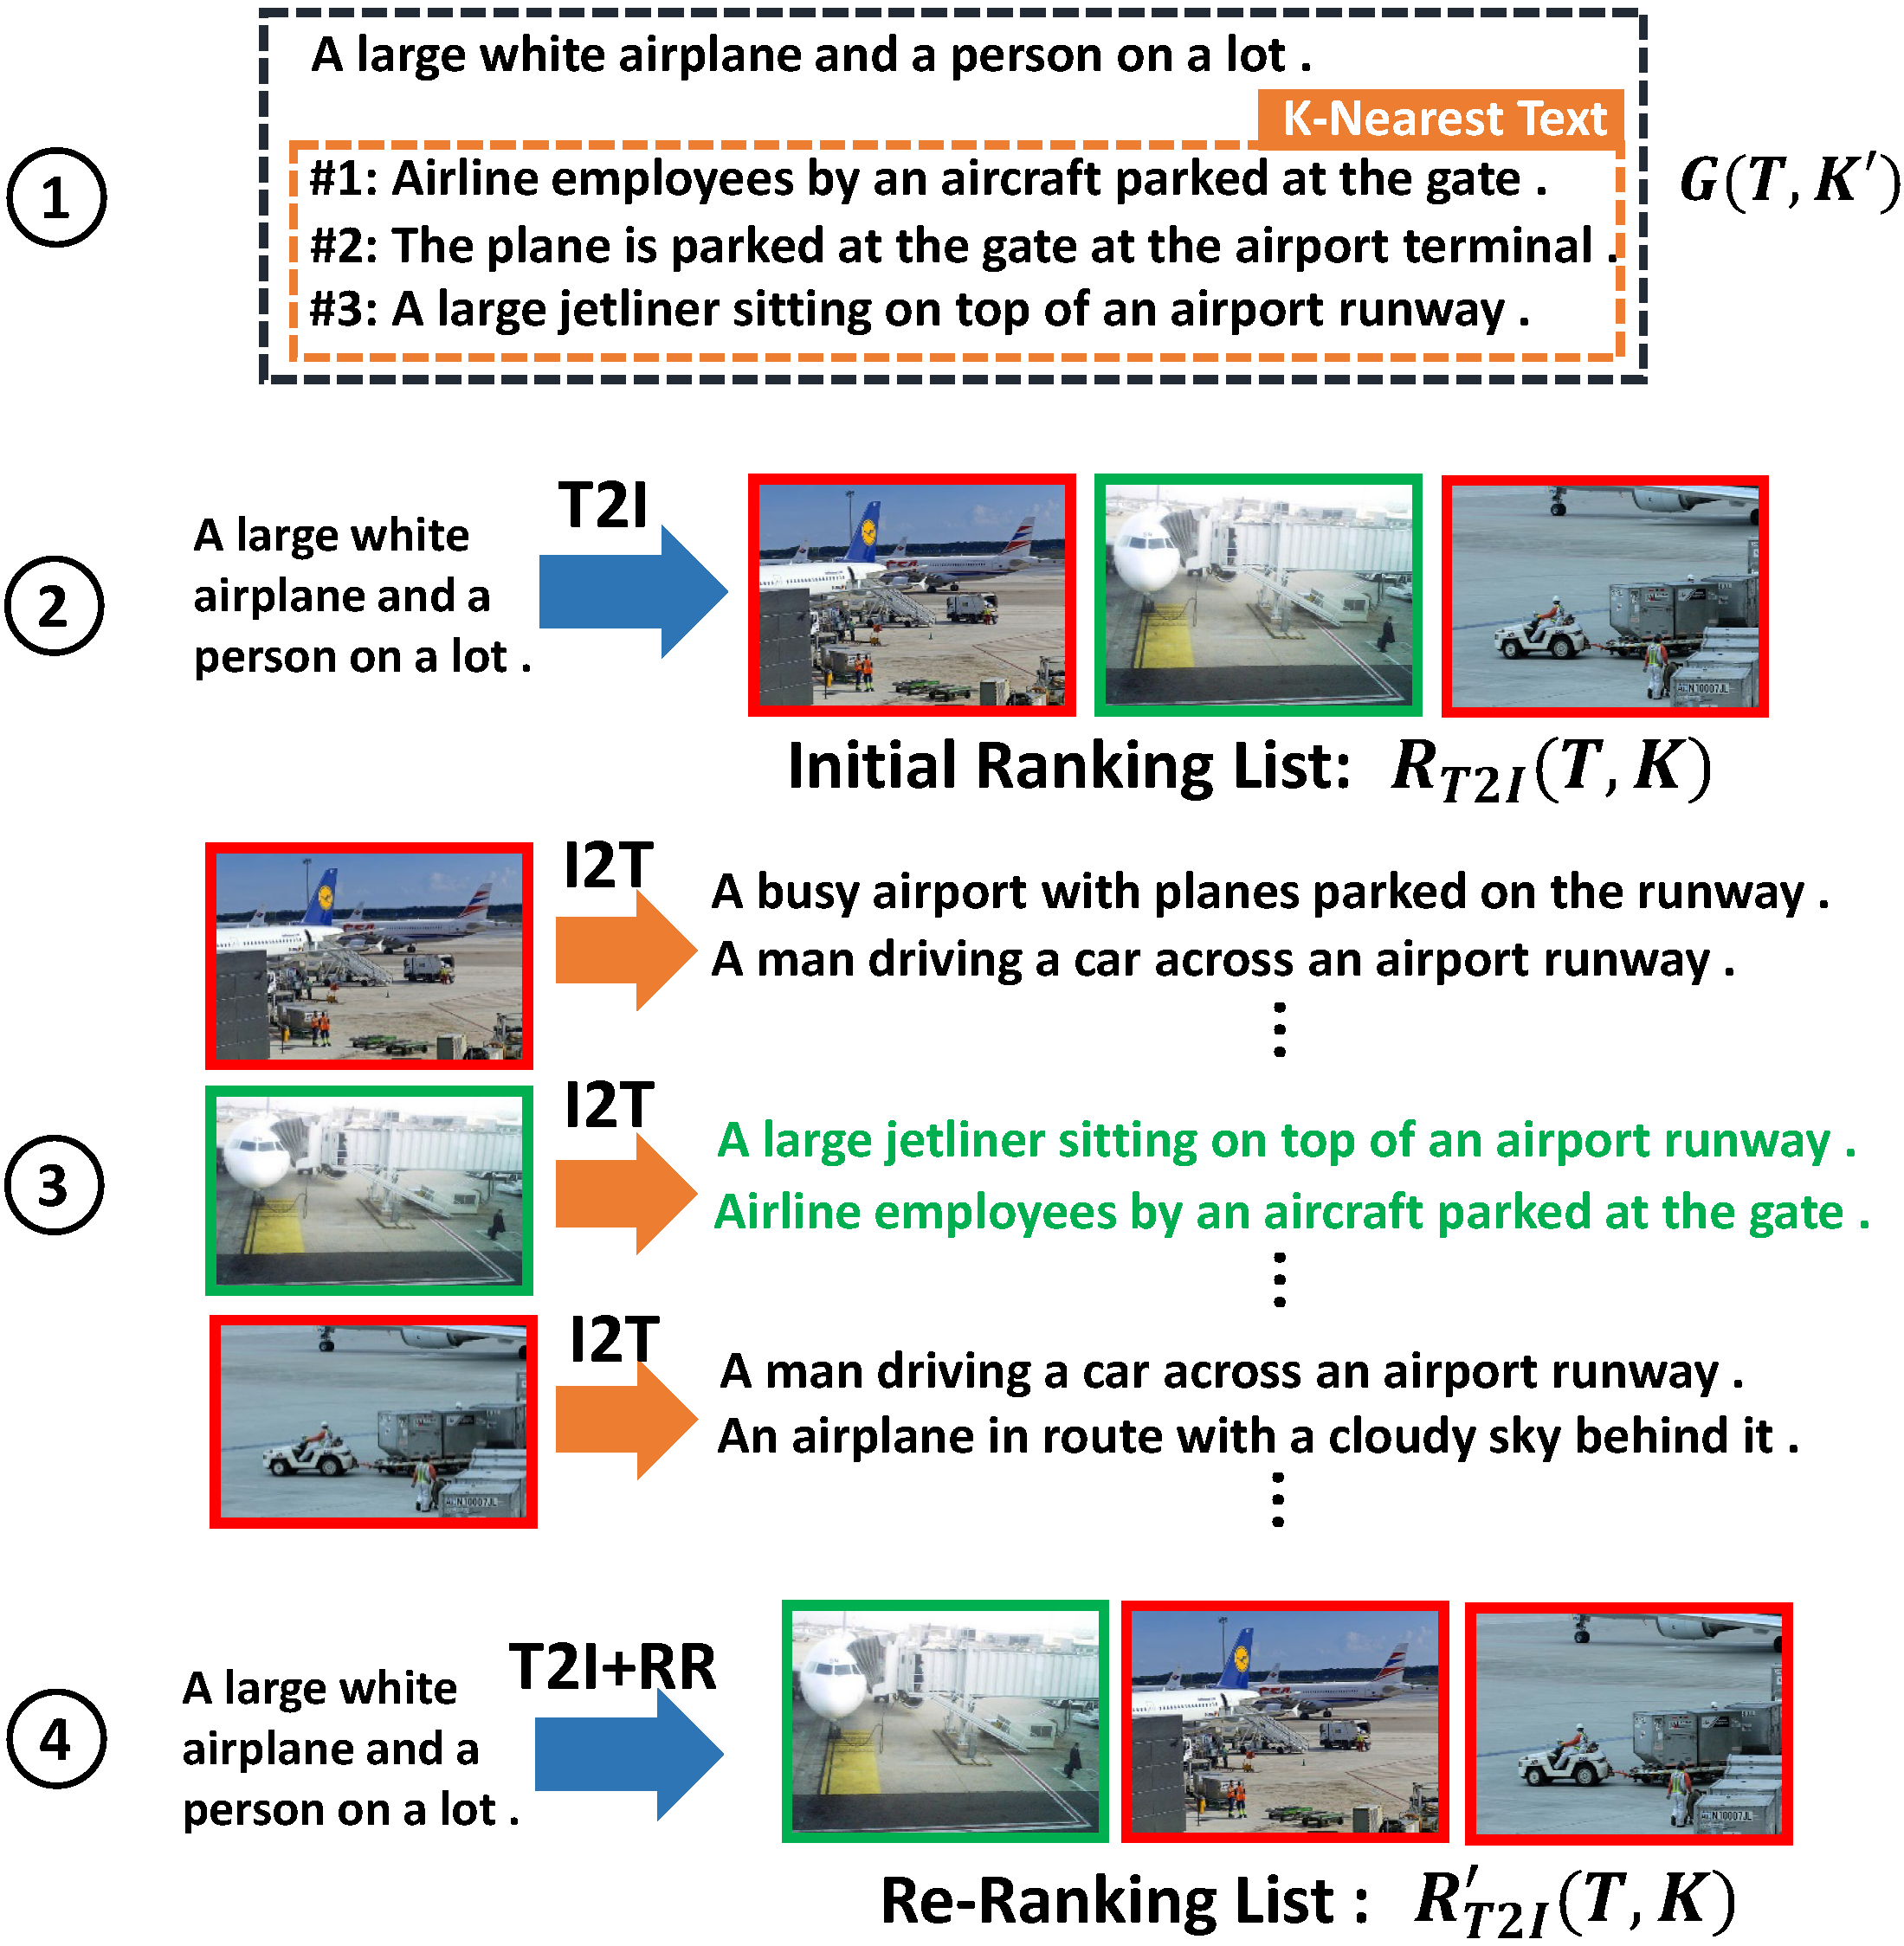 A large white airplane and a person on a lot .
K-Nearest Text
1
#1: Airline employees by an aircraft parked at the gate .
G(T, K′)
#2: The plane is parked at the gate at the airport terminal .
#3: A large jetliner sitting on top of an airport runway .
2
A large white
airplane and a
person on a lot .
T2I
AirN10007JL
Initial Ranking List: R_T2I(T, K)
3
I2T
A busy airport with planes parked on the runway .
A man driving a car across an airport runway .
⋮
I2T
A large jetliner sitting on top of an airport runway .
Airline employees by an aircraft parked at the gate .
⋮
I2T
A man driving a car across an airport runway .
An airplane in route with a cloudy sky behind it .
⋮
N10007JL
4
A large white
airplane and a
person on a lot .
T2I+RR
N10007JL
Re-Ranking List : R′_T2I(T, K)